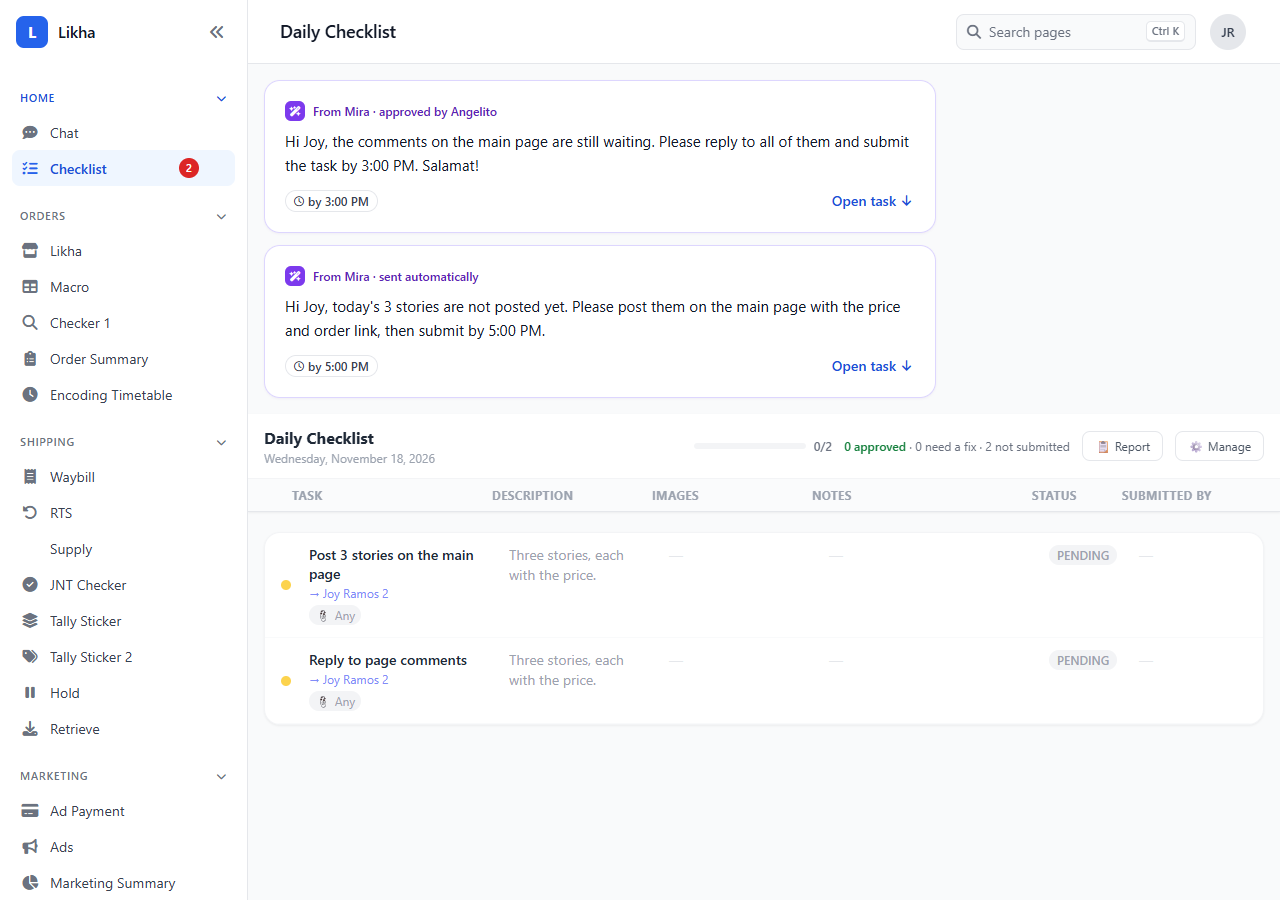 L Likha
Daily Checklist
Search pages Ctrl K
JR
HOME
Chat
Checklist 2
ORDERS
Likha
Macro
Checker 1
Order Summary
Encoding Timetable
SHIPPING
Waybill
RTS
Supply
JNT Checker
Tally Sticker
Tally Sticker 2
Hold
Retrieve
MARKETING
Ad Payment
Ads
Marketing Summary
From Mira · approved by Angelito
Hi Joy, the comments on the main page are still waiting. Please reply to all of them and submit
the task by 3:00 PM. Salamat!
by 3:00 PM Open task ↓
From Mira · sent automatically
Hi Joy, today's 3 stories are not posted yet. Please post them on the main page with the price
and order link, then submit by 5:00 PM.
by 5:00 PM Open task ↓
Daily Checklist
Wednesday, November 18, 2026
0/2 0 approved · 0 need a fix · 2 not submitted Report Manage
TASK DESCRIPTION IMAGES NOTES STATUS SUBMITTED BY
Post 3 stories on the main
page
→ Joy Ramos 2
Any
Three stories, each
with the price.
— — PENDING —
Reply to page comments
→ Joy Ramos 2
Any
Three stories, each
with the price.
— — PENDING —